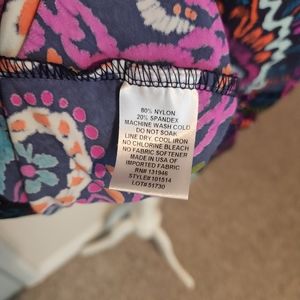 80% NYLON
20% SPANDEX
MACHINE WASH COLD
DO NOT SOAK
LINE DRY, COOL IRON
NO CHLORINE BLEACH
NO FABRIC SOFTENER
MADE IN USA OF
IMPORTED FABRIC
RN# 131946
STYLE# 101514
LOT# 51730